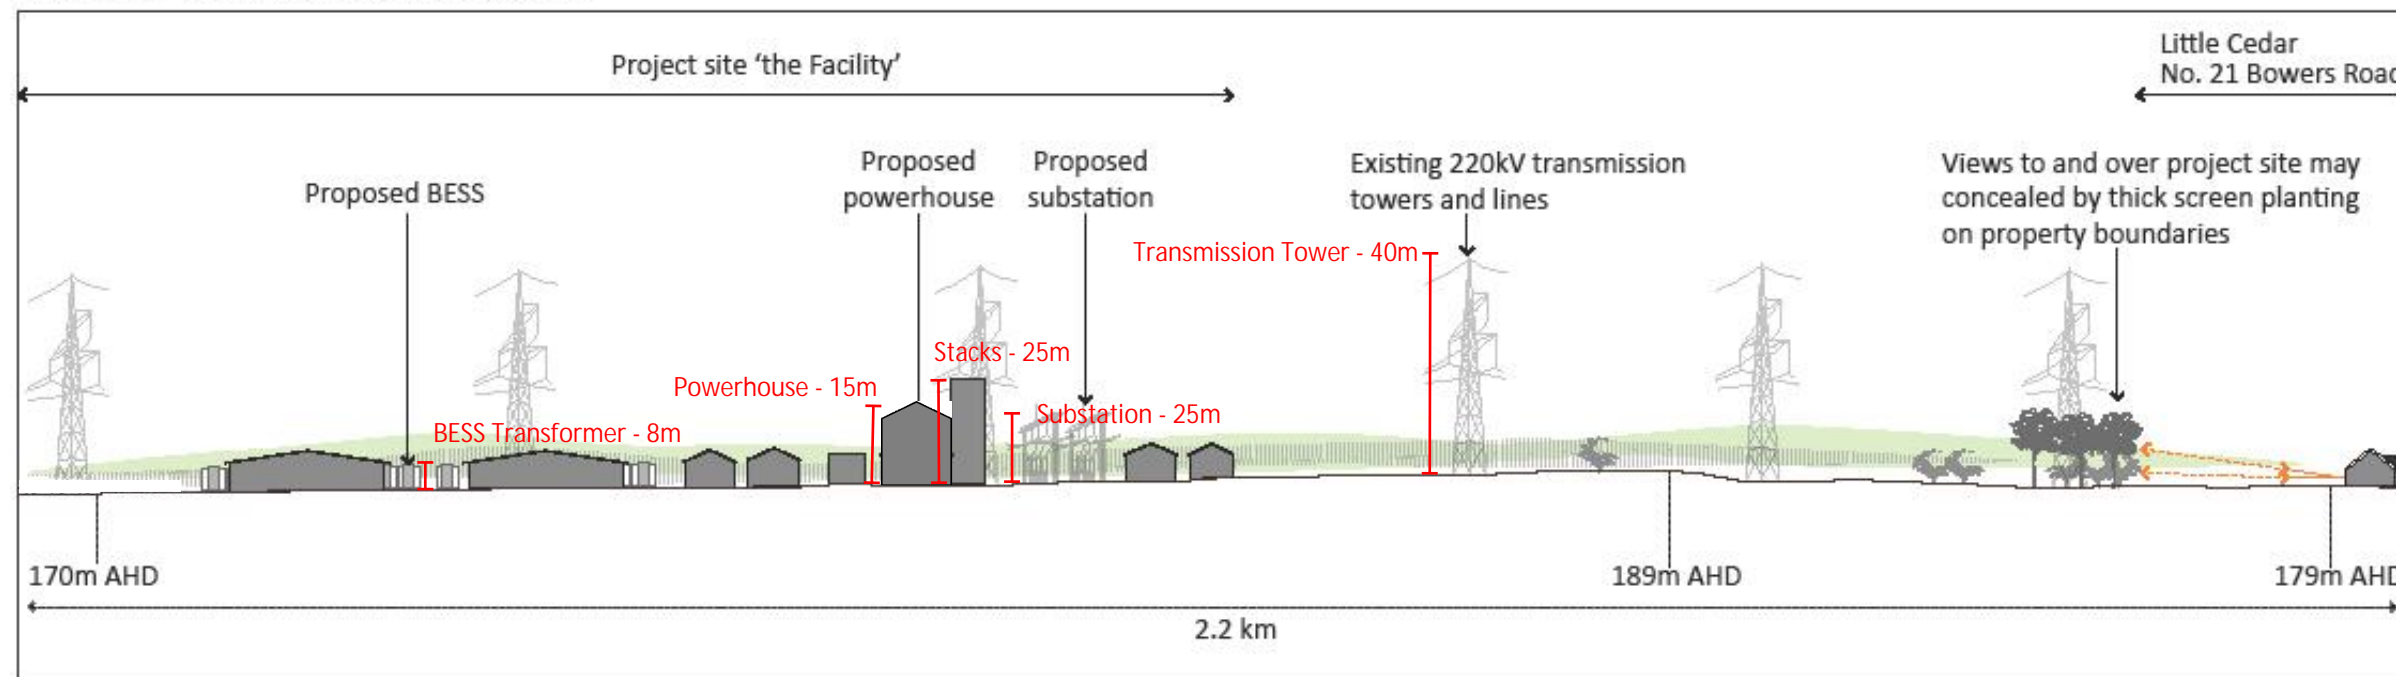 Project site ‘the Facility’
Little Cedar
No. 21 Bowers Road
Proposed BESS
Proposed
powerhouse
Proposed
substation
Existing 220kV transmission
towers and lines
Views to and over project site may
concealed by thick screen planting
on property boundaries
Transmission Tower - 40m
Stacks - 25m
Powerhouse - 15m
Substation - 25m
BESS Transformer - 8m
170m AHD
189m AHD
179m AHD
2.2 km